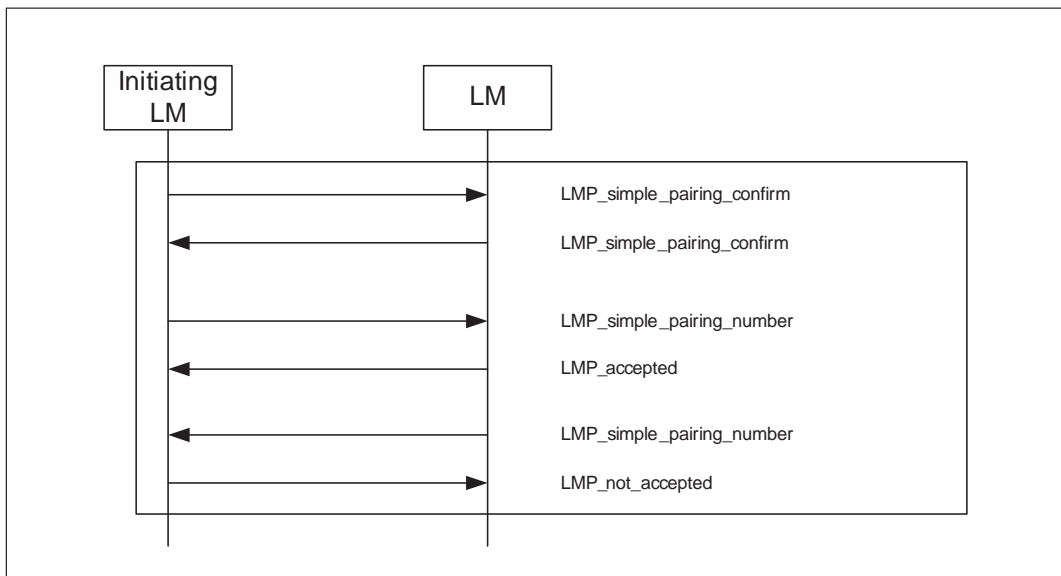 Initiating
LM
LM
LMP_simple_pairing_confirm
LMP_simple_pairing_confirm
LMP_simple_pairing_number
LMP_accepted
LMP_simple_pairing_number
LMP_not_accepted